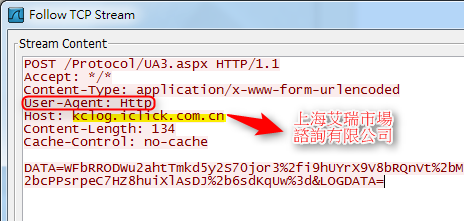 Follow TCP Stream
Stream Content
POST /Protocol/UA3.aspx HTTP/1.1
Accept: */*
Content-Type: application/x-www-form-urlencoded
User-Agent: Http
Host: kclog.iclick.com.cn
Content-Length: 134
Cache-Control: no-cache
上海艾瑞市場
諮詢有限公司
DATA=WFbRRODWu2ahtTmkd5y2S7Ojor3%2fi9hUYrX9V8bRQnVt%2bM
2bcPPsrpeC7HZ8huiXlAsDJ%2b6sdKqUw%3d&LOGDATA=